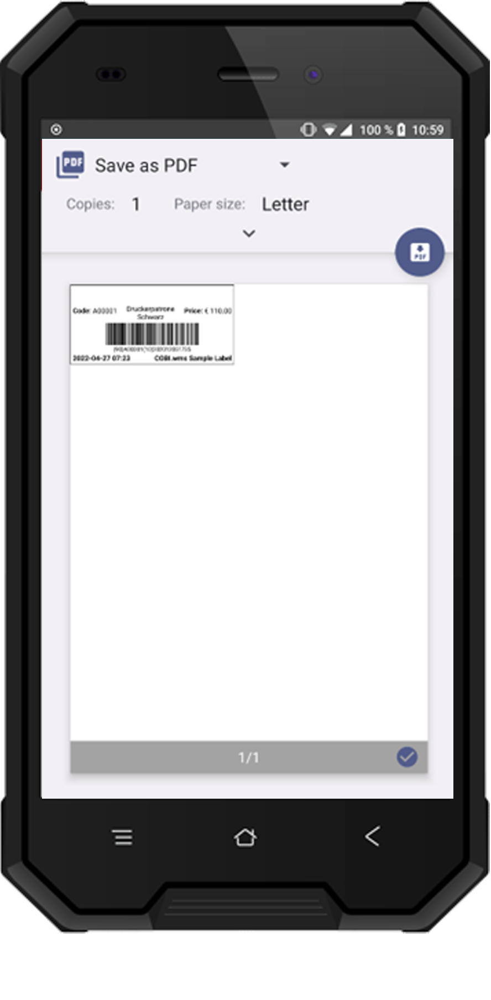 100 % 10:59
PDF Save as PDF
Copies: 1 Paper size: Letter
PDF
Code: A00001 Druckerpatrone Price: € 110.00
Schwarz
2022-04-27 07:23 COBI.wms Sample Label
1/1